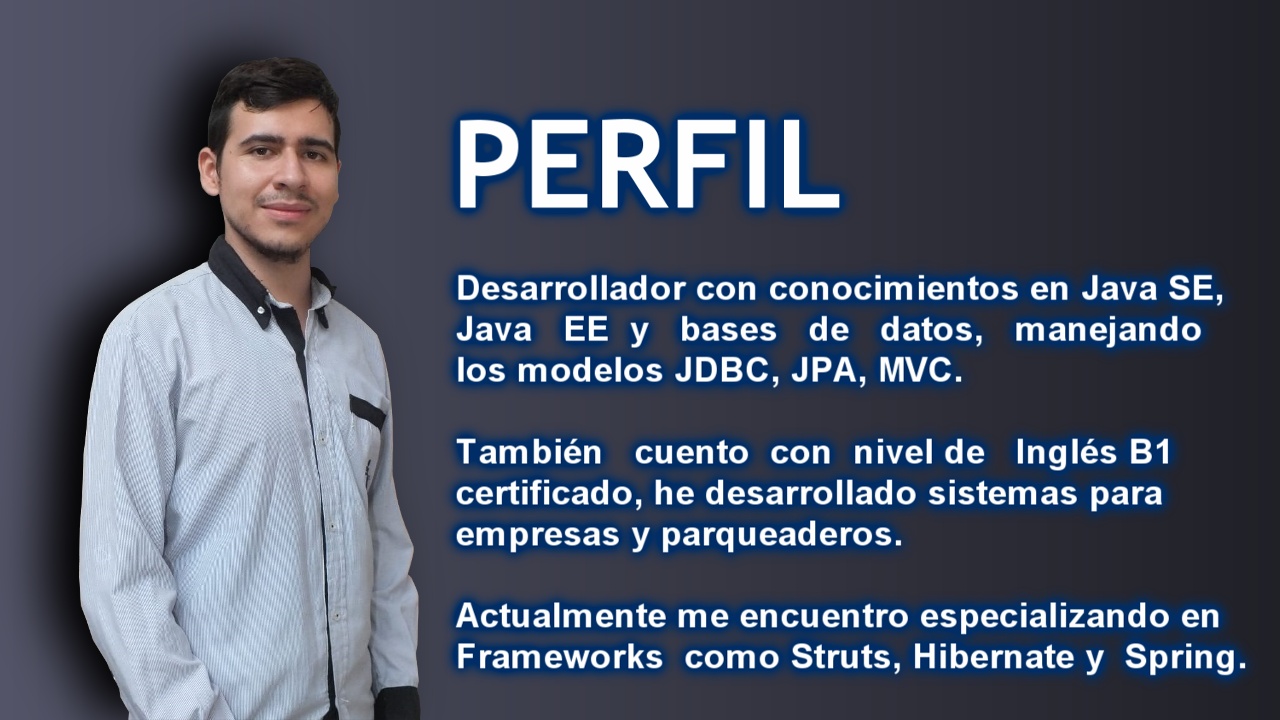 PERFIL
Desarrollador con conocimientos en Java SE,
Java EE y bases de datos, manejando
los modelos JDBC, JPA, MVC.
También cuento con nivel de Inglés B1
certificado, he desarrollado sistemas para
empresas y parqueaderos.
Actualmente me encuentro especializando en
Frameworks como Struts, Hibernate y Spring.